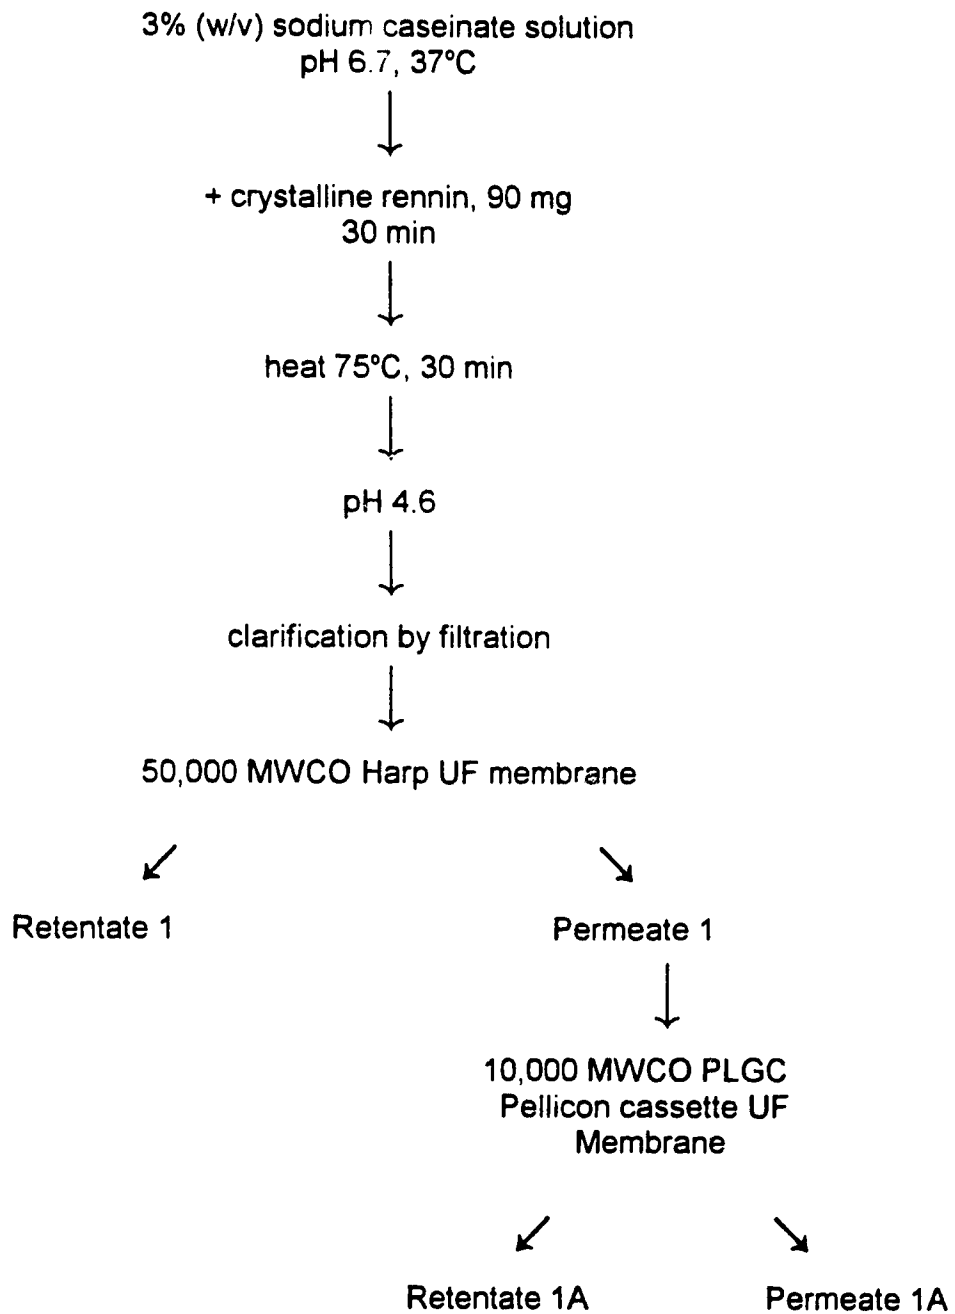 3% (w/v) sodium caseinate solution
pH 6.7, 37°C
+ crystalline rennin, 90 mg
30 min
heat 75°C, 30 min
pH 4.6
clarification by filtration
50,000 MWCO Harp UF membrane
Retentate 1
Permeate 1
10,000 MWCO PLGC
Pellicon cassette UF
Membrane
Retentate 1A
Permeate 1A